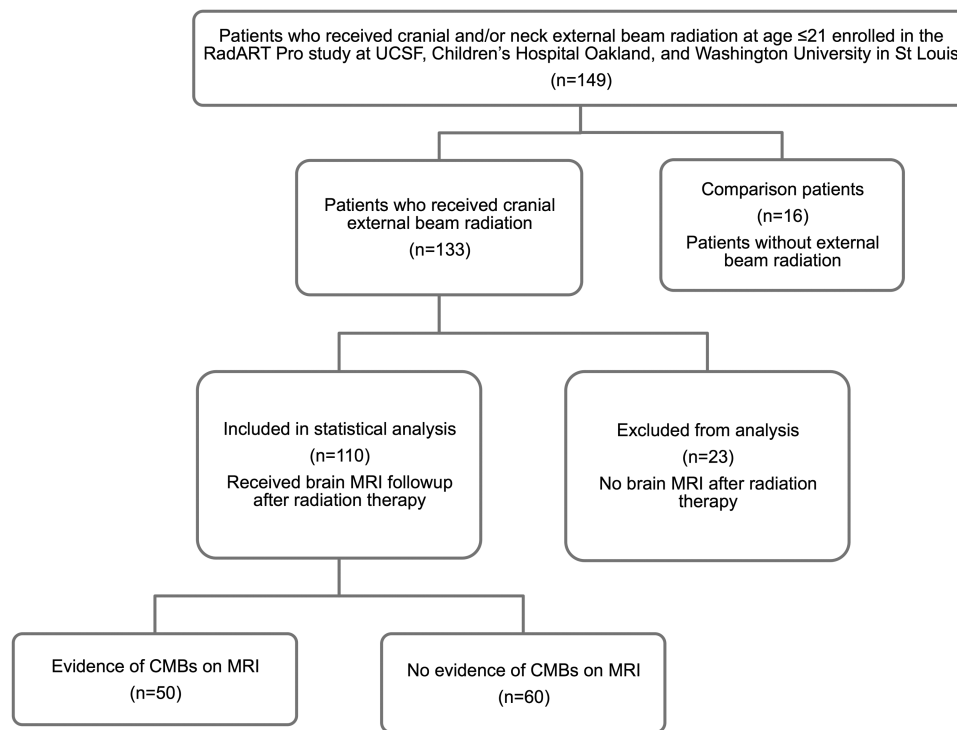 Patients who received cranial and/or neck external beam radiation at age ≤21 enrolled in the
RadART Pro study at UCSF, Children’s Hospital Oakland, and Washington University in St Louis
(n=149)
Patients who received cranial
external beam radiation
(n=133)
Comparison patients
(n=16)
Patients without external
beam radiation
Included in statistical analysis
(n=110)
Received brain MRI followup
after radiation therapy
Excluded from analysis
(n=23)
No brain MRI after radiation
therapy
Evidence of CMBs on MRI
(n=50)
No evidence of CMBs on MRI
(n=60)